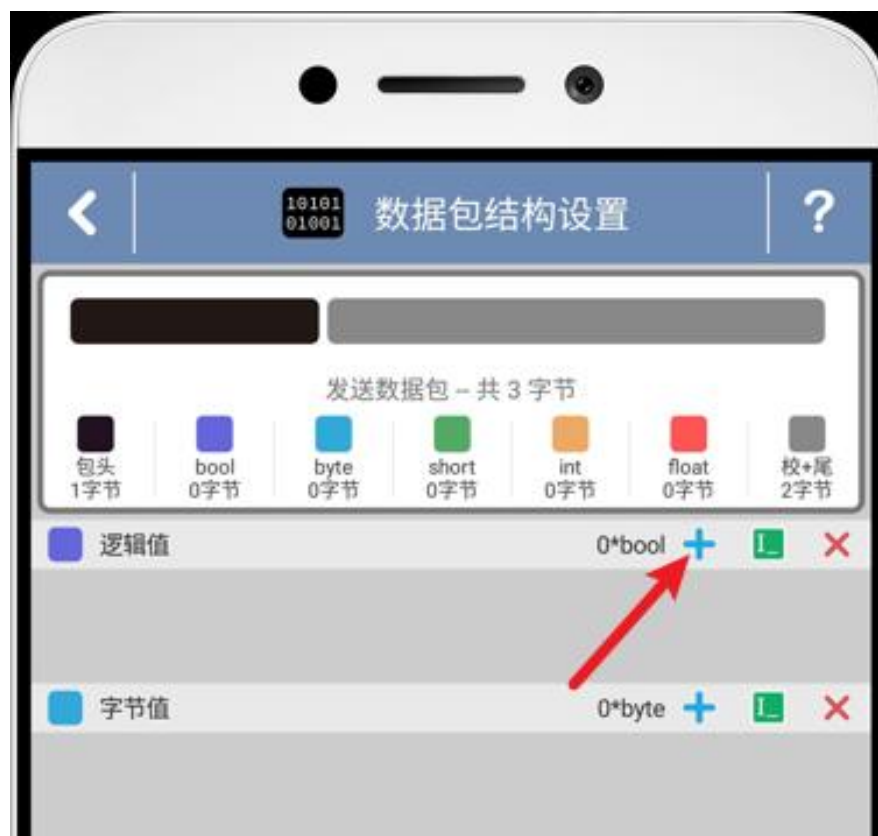 10101
01001
数据包结构设置
?
发送数据包 – 共 3 字节
包头 bool byte short int float 校+尾
1字节 0字节 0字节 0字节 0字节 0字节 2字节
逻辑值 0*bool + I_ ×
字节值 0*byte + I_ ×